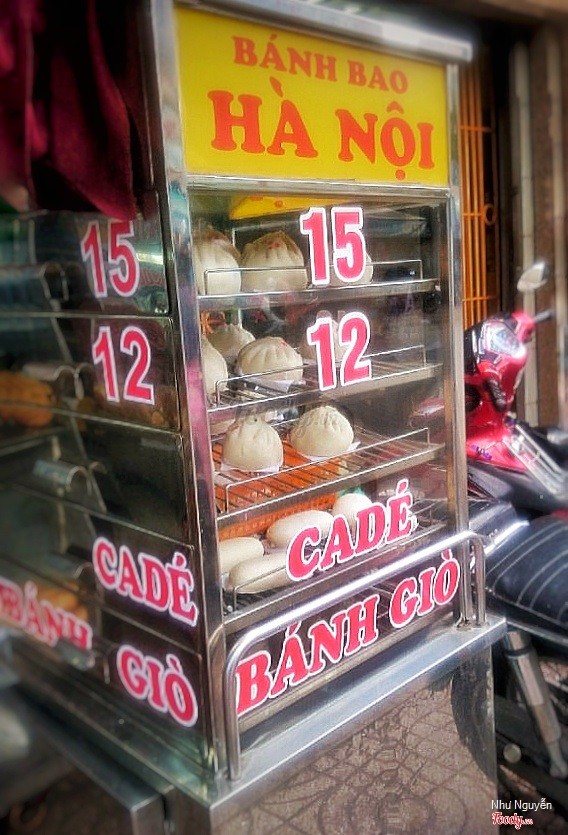 BÁNH BAO
HÀ NỘI
15
12
CADÉ
BÁNH GIÒ
15
12
CADÉ
BÁNH
GIÒ
Như Nguyễn
Foody.vn